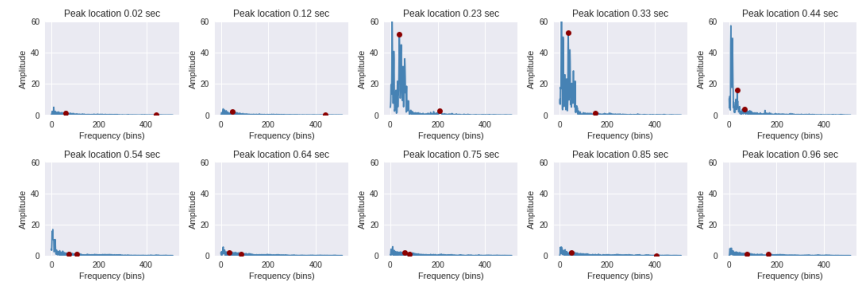 Peak location 0.02 sec
Peak location 0.12 sec
Peak location 0.23 sec
Peak location 0.33 sec
Peak location 0.44 sec
60
40
20
0
Amplitude
0 200 400
Frequency (bins)
60
40
20
0
Amplitude
0 200 400
Frequency (bins)
60
40
20
0
Amplitude
0 200 400
Frequency (bins)
60
40
20
0
Amplitude
0 200 400
Frequency (bins)
60
40
20
0
Amplitude
0 200 400
Frequency (bins)
Peak location 0.54 sec
Peak location 0.64 sec
Peak location 0.75 sec
Peak location 0.85 sec
Peak location 0.96 sec
60
40
20
0
Amplitude
0 200 400
Frequency (bins)
60
40
20
0
Amplitude
0 200 400
Frequency (bins)
60
40
20
0
Amplitude
0 200 400
Frequency (bins)
60
40
20
0
Amplitude
0 200 400
Frequency (bins)
60
40
20
0
Amplitude
0 200 400
Frequency (bins)